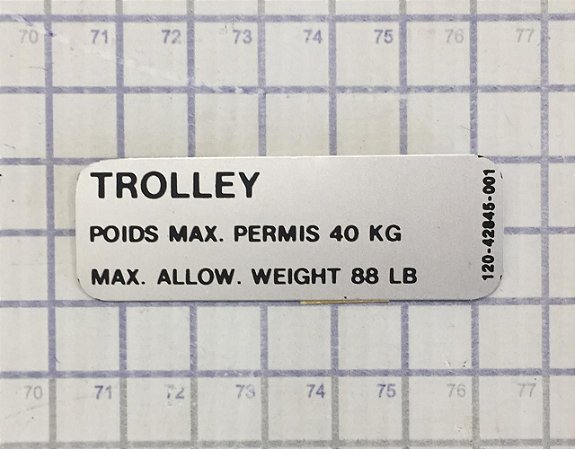 70 71 72 73 74 75 76 77
TROLLEY
POIDS MAX. PERMIS 40 KG
MAX. ALLOW. WEIGHT 88 LB
120-42845-001
70 71 72 73 74 75 76 77